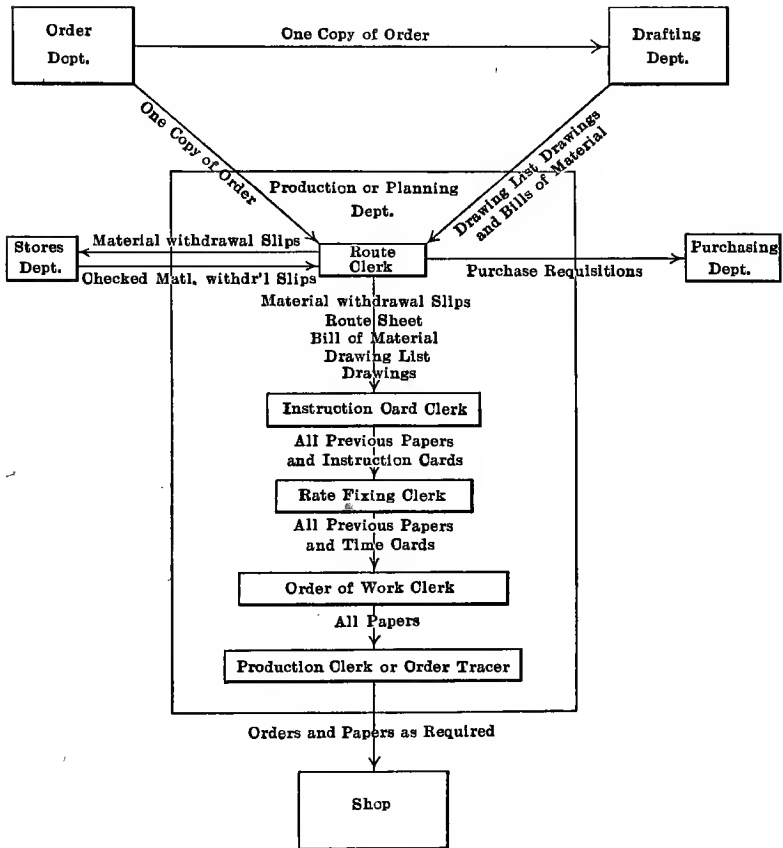 Order
Dopt.
One Copy of Order
Drafting
Dept.
One Copy of Order
Drawing List Drawings
and Bills of Material
Production or Planning
Dept.
Stores
Dept.
Material withdrawal Slips
Checked Matl. withdr'l Slips
Route
Clerk
Purchase Requisitions
Purchasing
Dept.
Material withdrawal Slips
Route Sheet
Bill of Material
Drawing List
Drawings
Instruction Card Clerk
All Previous Papers
and Instruction Cards
Rate Fixing Clerk
All Previous Papers
and Time Cards
Order of Work Clerk
All Papers
Production Clerk or Order Tracer
Orders and Papers as Required
Shop